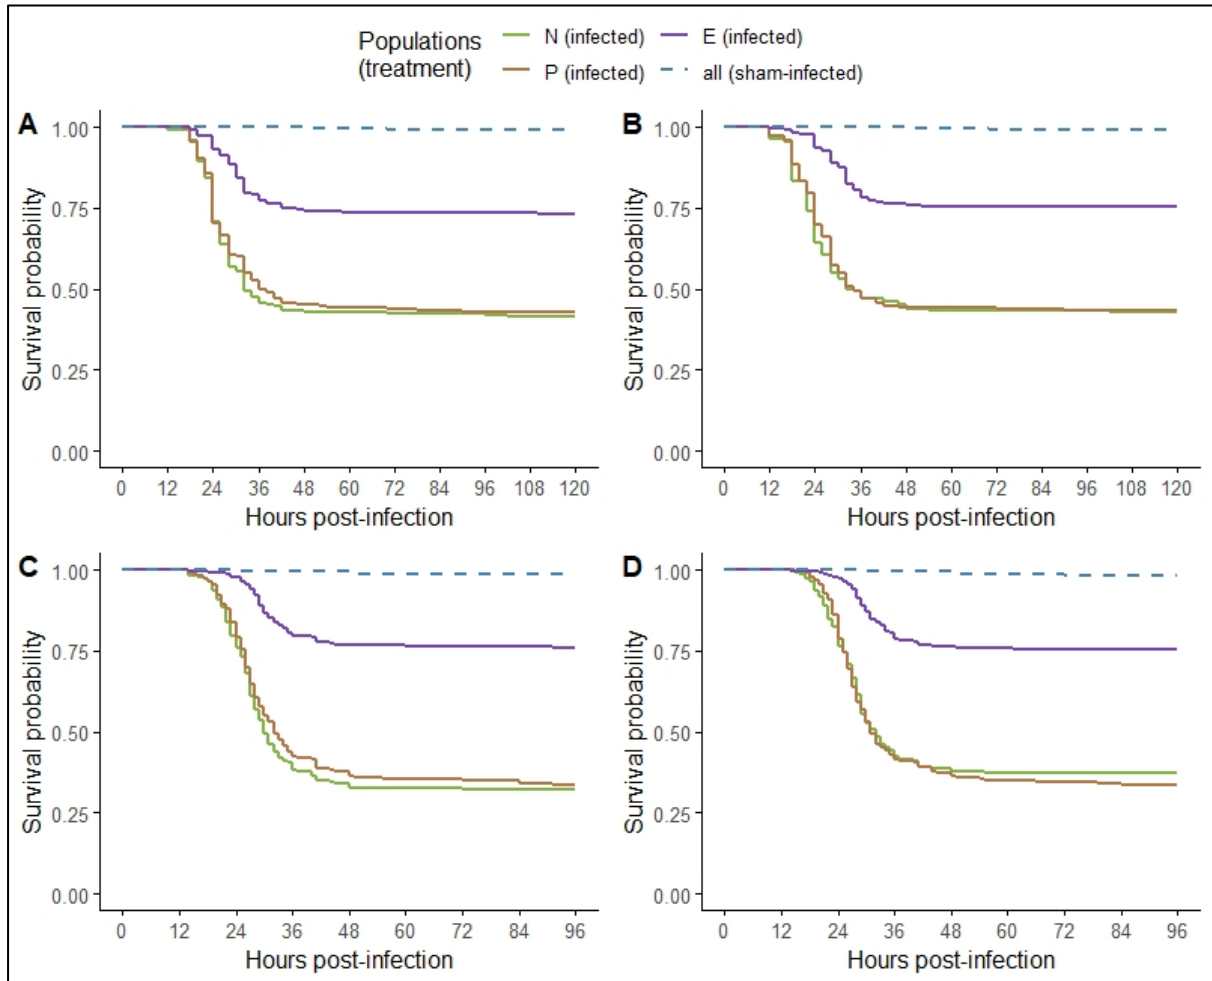 Populations
(treatment)
N (infected)
E (infected)
P (infected)
all (sham-infected)
A
1.00
0.75
0.50
0.25
0.00
Survival probability
0 12 24 36 48 60 72 84 96 108 120
Hours post-infection
B
1.00
0.75
0.50
0.25
0.00
Survival probability
0 12 24 36 48 60 72 84 96 108 120
Hours post-infection
C
1.00
0.75
0.50
0.25
0.00
Survival probability
0 12 24 36 48 60 72 84 96
Hours post-infection
D
1.00
0.75
0.50
0.25
0.00
Survival probability
0 12 24 36 48 60 72 84 96
Hours post-infection